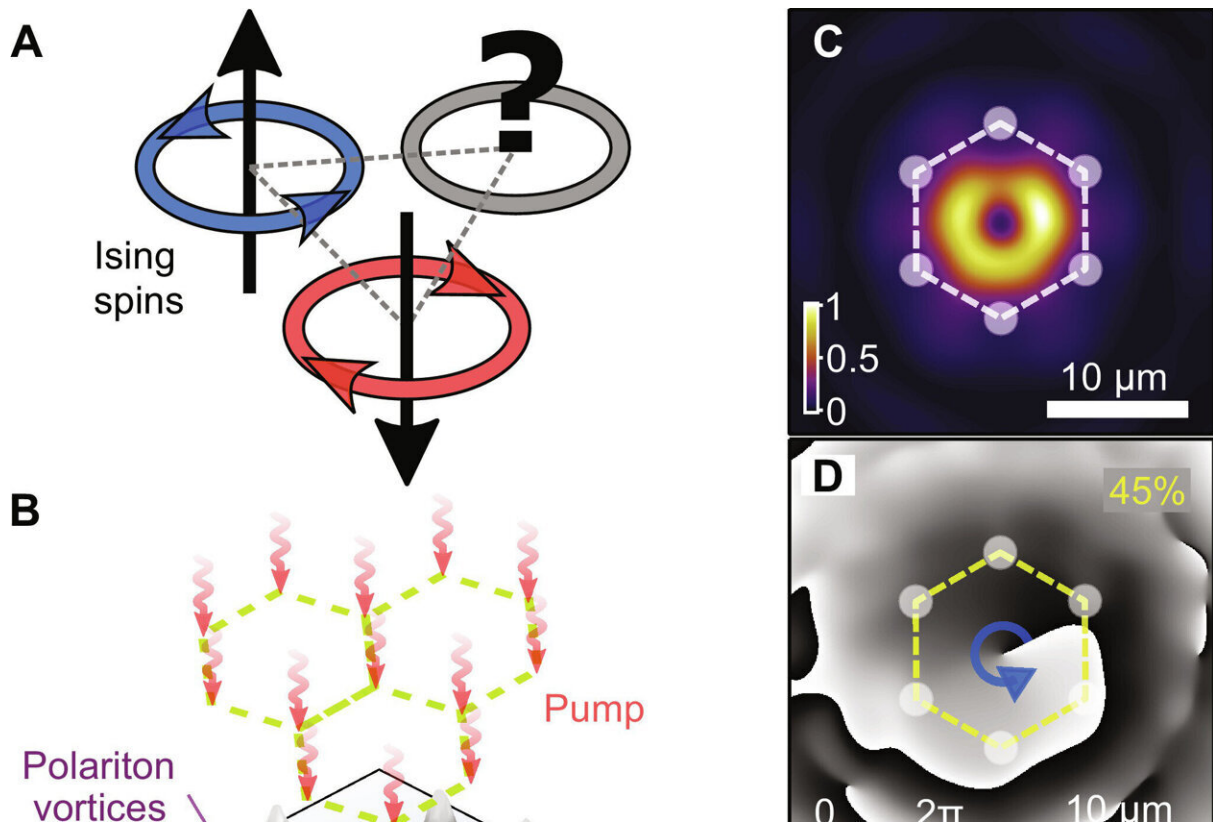 A
?
Ising
spins
B
Pump
Polariton
vortices
C
1
0.5
0
10 µm
D
45%
0 2π 10 µm